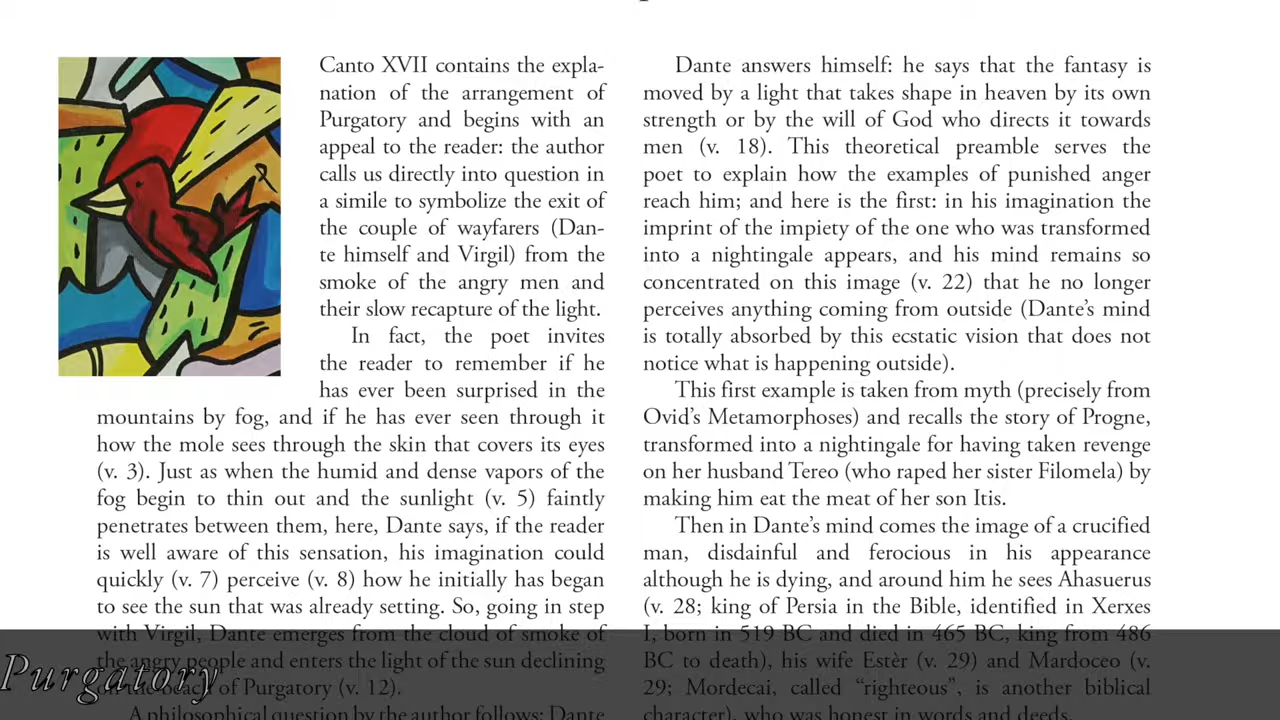 Canto XVII contains the expla-
nation of the arrangement of
Purgatory and begins with an
appeal to the reader: the author
calls us directly into question in
a simile to symbolize the exit of
the couple of wayfarers (Dan-
te himself and Virgil) from the
smoke of the angry men and
their slow recapture of the light.
In fact, the poet invites
the reader to remember if he
has ever been surprised in the
mountains by fog, and if he has ever seen through it
how the mole sees through the skin that covers its eyes
(v. 3). Just as when the humid and dense vapors of the
fog begin to thin out and the sunlight (v. 5) faintly
penetrates between them, here, Dante says, if the reader
is well aware of this sensation, his imagination could
quickly (v. 7) perceive (v. 8) how he initially has began
to see the sun that was already setting. So, going in step
with Virgil, Dante emerges from the cloud of smoke of
the angry people and enters the light of the sun declining
beach of Purgatory (v. 12).
A philosophical question by the author follows: Dante
Dante answers himself: he says that the fantasy is
moved by a light that takes shape in heaven by its own
strength or by the will of God who directs it towards
men (v. 18). This theoretical preamble serves the
poet to explain how the examples of punished anger
reach him; and here is the first: in his imagination the
imprint of the impiety of the one who was transformed
into a nightingale appears, and his mind remains so
concentrated on this image (v. 22) that he no longer
perceives anything coming from outside (Dante’s mind
is totally absorbed by this ecstatic vision that does not
notice what is happening outside).
This first example is taken from myth (precisely from
Ovid’s Metamorphoses) and recalls the story of Progne,
transformed into a nightingale for having taken revenge
on her husband Tereo (who raped her sister Filomela) by
making him eat the meat of her son Itis.
Then in Dante’s mind comes the image of a crucified
man, disdainful and ferocious in his appearance
although he is dying, and around him he sees Ahasuerus
(v. 28; king of Persia in the Bible, identified in Xerxes
I, born in 519 BC and died in 465 BC, king from 486
BC to death), his wife Estèr (v. 29) and Mardoceo (v.
29; Mordecai, called “righteous”, is another biblical
character), who was honest in words and deeds.
Purgatory